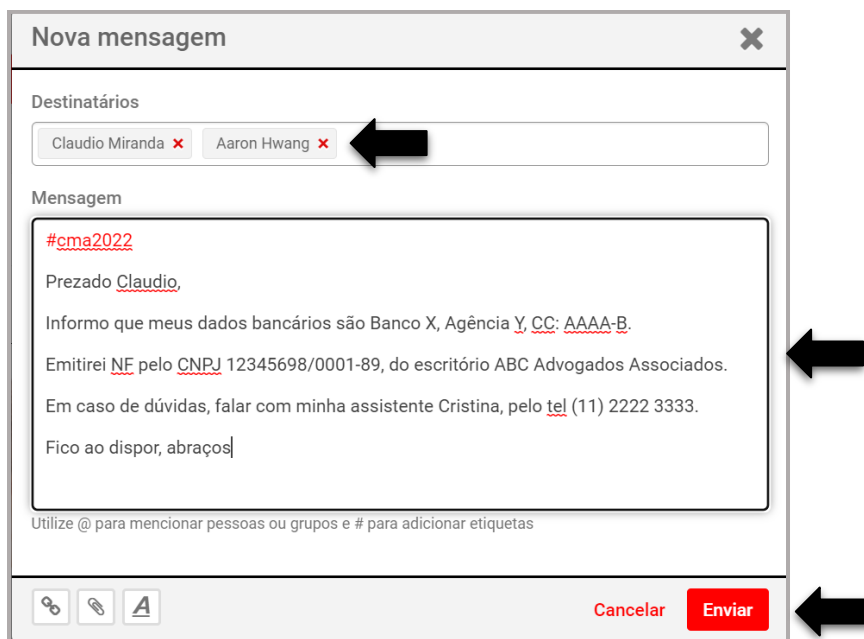 Nova mensagem
Destinatários
Claudio Miranda Aaron Hwang
Mensagem
#cma2022
Prezado Claudio,
Informo que meus dados bancários são Banco X, Agência Y, CC: AAAA-B.
Emitirei NF pelo CNPJ 12345698/0001-89, do escritório ABC Advogados Associados.
Em caso de dúvidas, falar com minha assistente Cristina, pelo tel (11) 2222 3333.
Fico ao dispor, abraços
Utilize @ para mencionar pessoas ou grupos e # para adicionar etiquetas
A Cancelar Enviar